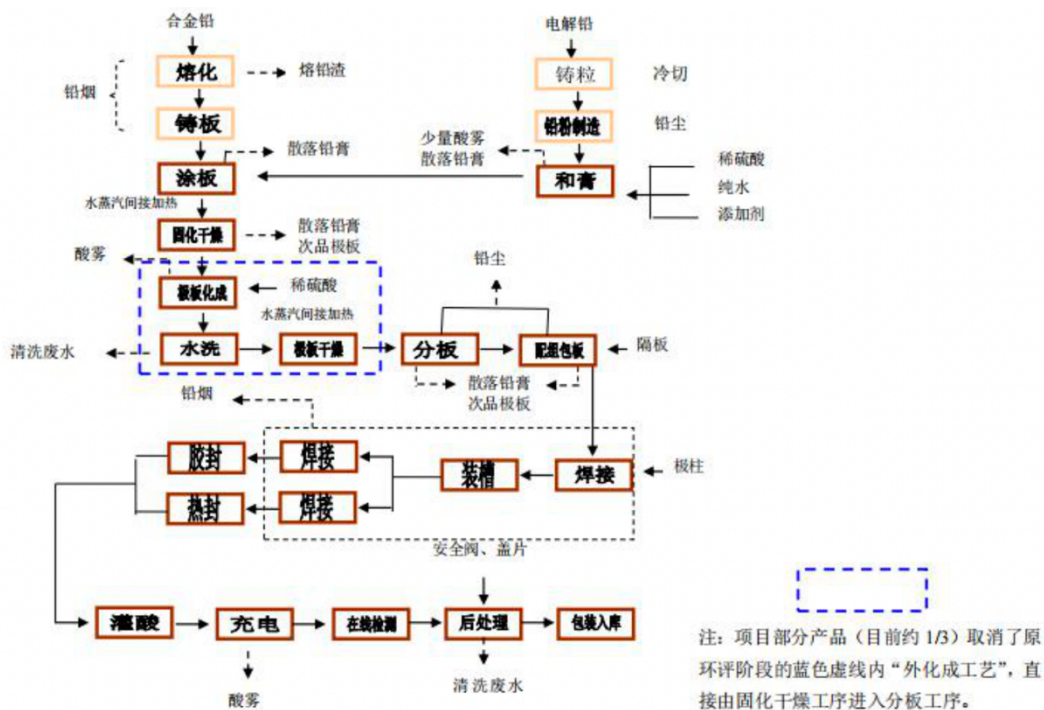 合金铅
电解铅
熔化
熔铅渣
铸粒
冷切
铅烟
铸板
铅粉制造
铅尘
散落铅膏
少量酸雾
散落铅膏
稀硫酸
涂板
和膏
纯水
水蒸汽间接加热
添加剂
固化干燥
散落铅膏
次品极板
酸雾
铅尘
极板化成
稀硫酸
水蒸汽间接加热
清洗废水
水洗
极板干燥
分板
配组包板
隔板
散落铅膏
次品极板
铅烟
胶封
焊接
装槽
焊接
极柱
热封
焊接
安全阀、盖片
灌酸
充电
在线检测
后处理
包装入库
酸雾
清洗废水
注：项目部分产品（目前约 1/3）取消了原
环评阶段的蓝色虚线内“外化成工艺”，直
接由固化干燥工序进入分板工序。